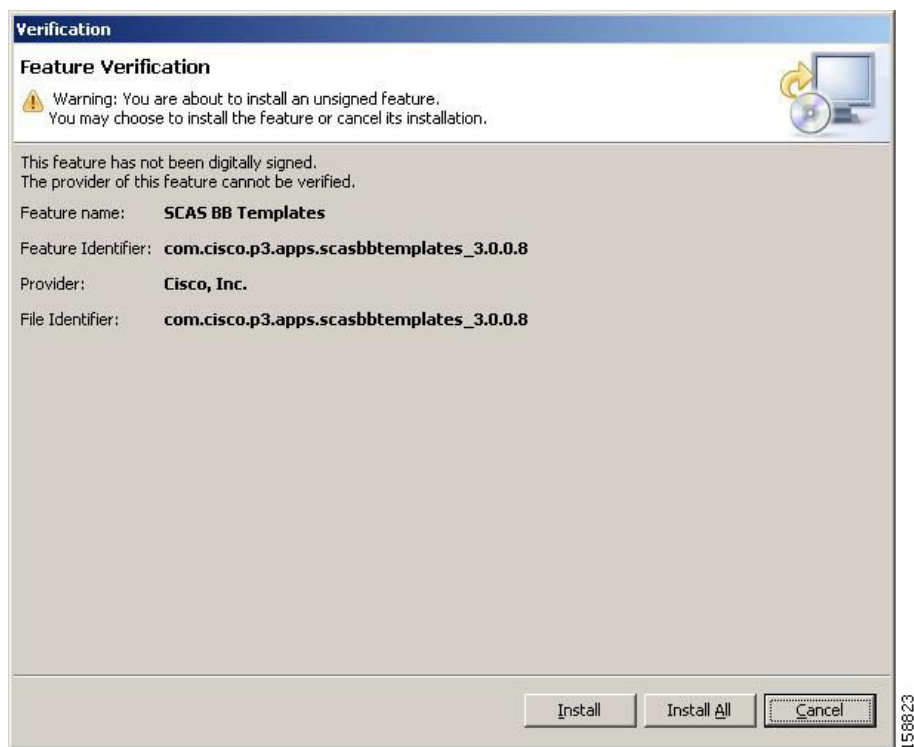 Verification
Feature Verification
Warning: You are about to install an unsigned feature.
You may choose to install the feature or cancel its installation.
This feature has not been digitally signed.
The provider of this feature cannot be verified.
Feature name: SCAS BB Templates
Feature Identifier: com.cisco.p3.apps.scasbbtemplates_3.0.0.8
Provider: Cisco, Inc.
File Identifier: com.cisco.p3.apps.scasbbtemplates_3.0.0.8
Install Install All Cancel
158823